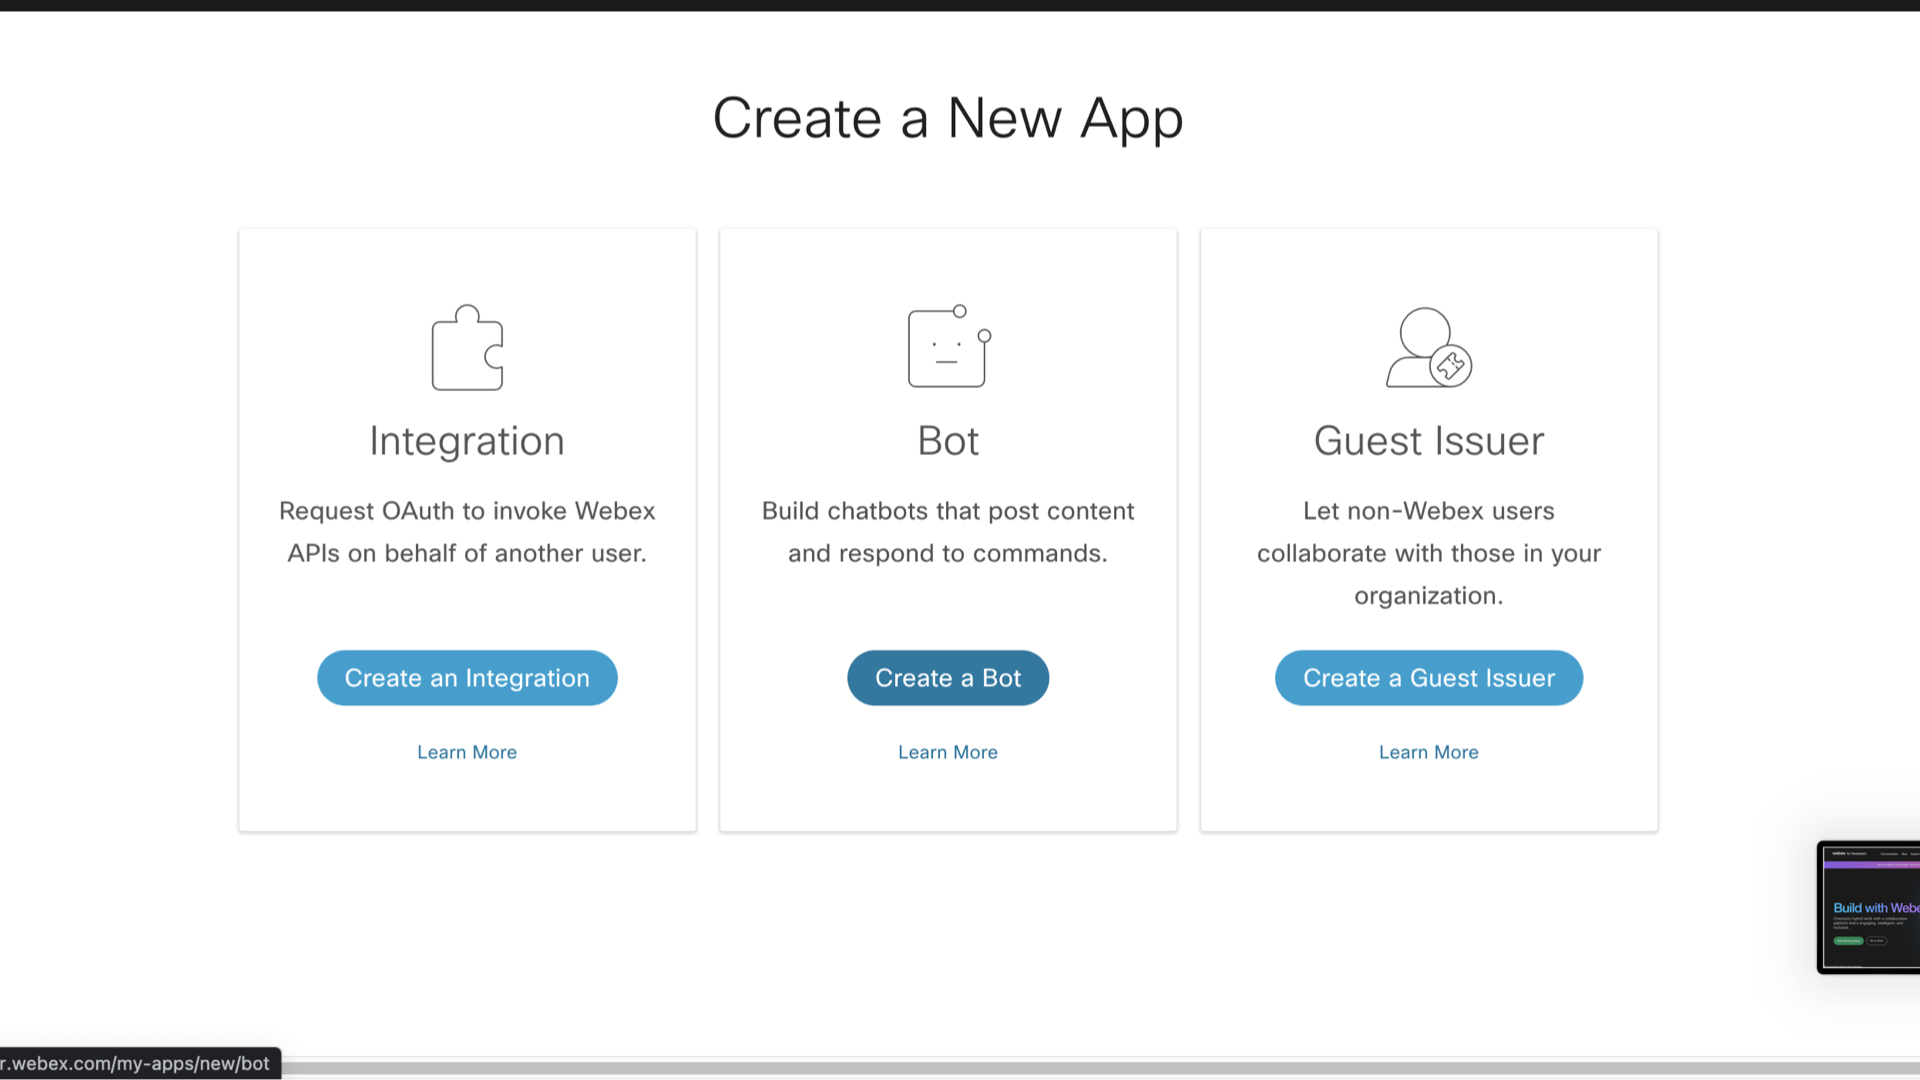 Create a New App
Integration
Request OAuth to invoke Webex
APIs on behalf of another user.
Create an Integration
Learn More
Bot
Build chatbots that post content
and respond to commands.
Create a Bot
Learn More
Guest Issuer
Let non-Webex users
collaborate with those in your
organization.
Create a Guest Issuer
Learn More
Build with Webe
r.webex.com/my-apps/new/bot